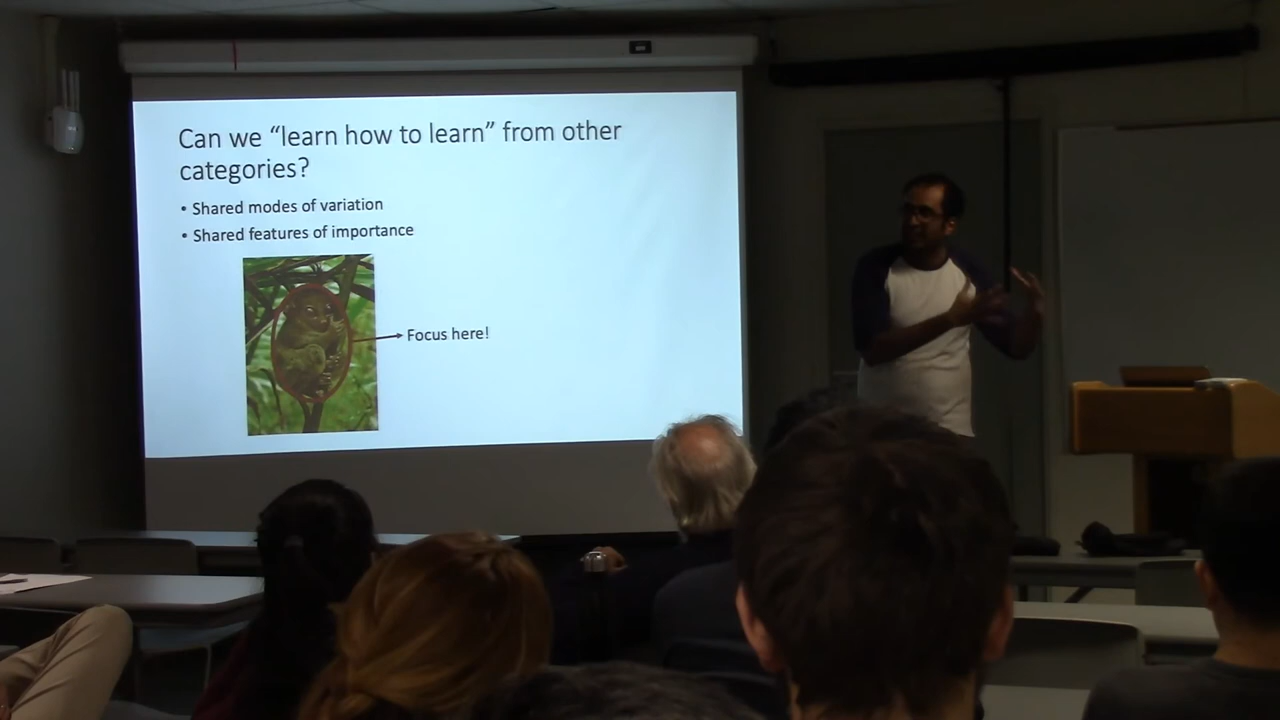 Can we “learn how to learn” from other
categories?
• Shared modes of variation
• Shared features of importance
Focus here!